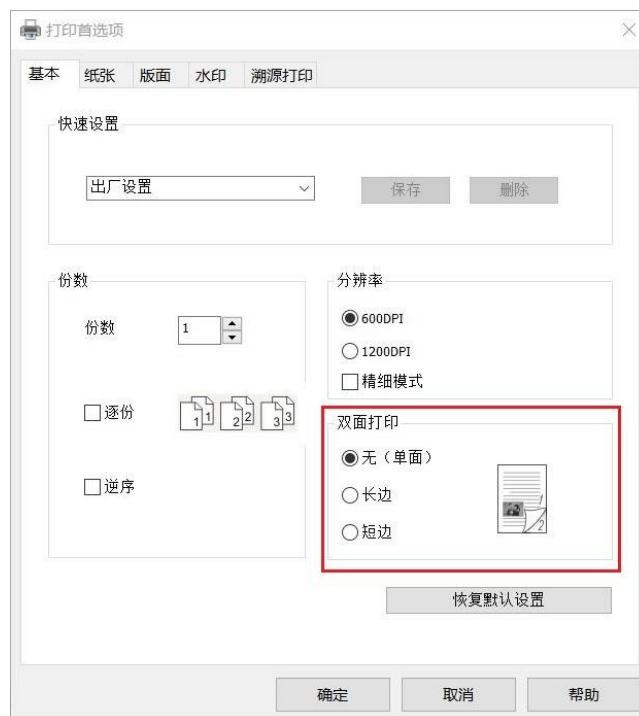 打印首选项
基本 纸张 版面 水印 溯源打印
快速设置
出厂设置 保存 删除
份数
份数 1
逐份 1 1 2 2 3 3
逆序
分辨率
600DPI
1200DPI
精细模式
双面打印
无（单面）
长边
短边
1
2
恢复默认设置
确定 取消 帮助